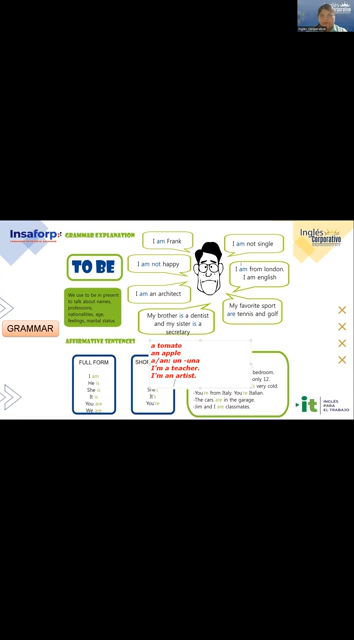 Inglés Corporativo
Insaforp
GRAMMAR EXPLANATION
Inglés
Corporativo
I am Frank
I am not single
TO BE
I am not happy
I am from london.
I am english
We use to be in present
to talk about names,
professions,
nationalities, age,
feelings, marital status.
I am an architect
My favorite sport
are tennis and golf
My brother is a dentist
and my sister is a
secretary
GRAMMAR
AFFIRMATIVE SENTENCES
a tomato
an apple
a/an: un -una
I'm a teacher.
I'm an artist.
FULL FORM
I am
He is
She is
It is
You are
We are
SHO
She's
It's
You're
bedroom.
only 12.
very cold.
-You're from Italy. You're Italian.
-The cars are in the garage.
-Jim and I are classmates.
it
INGLÉS
PARA
EL TRABAJO